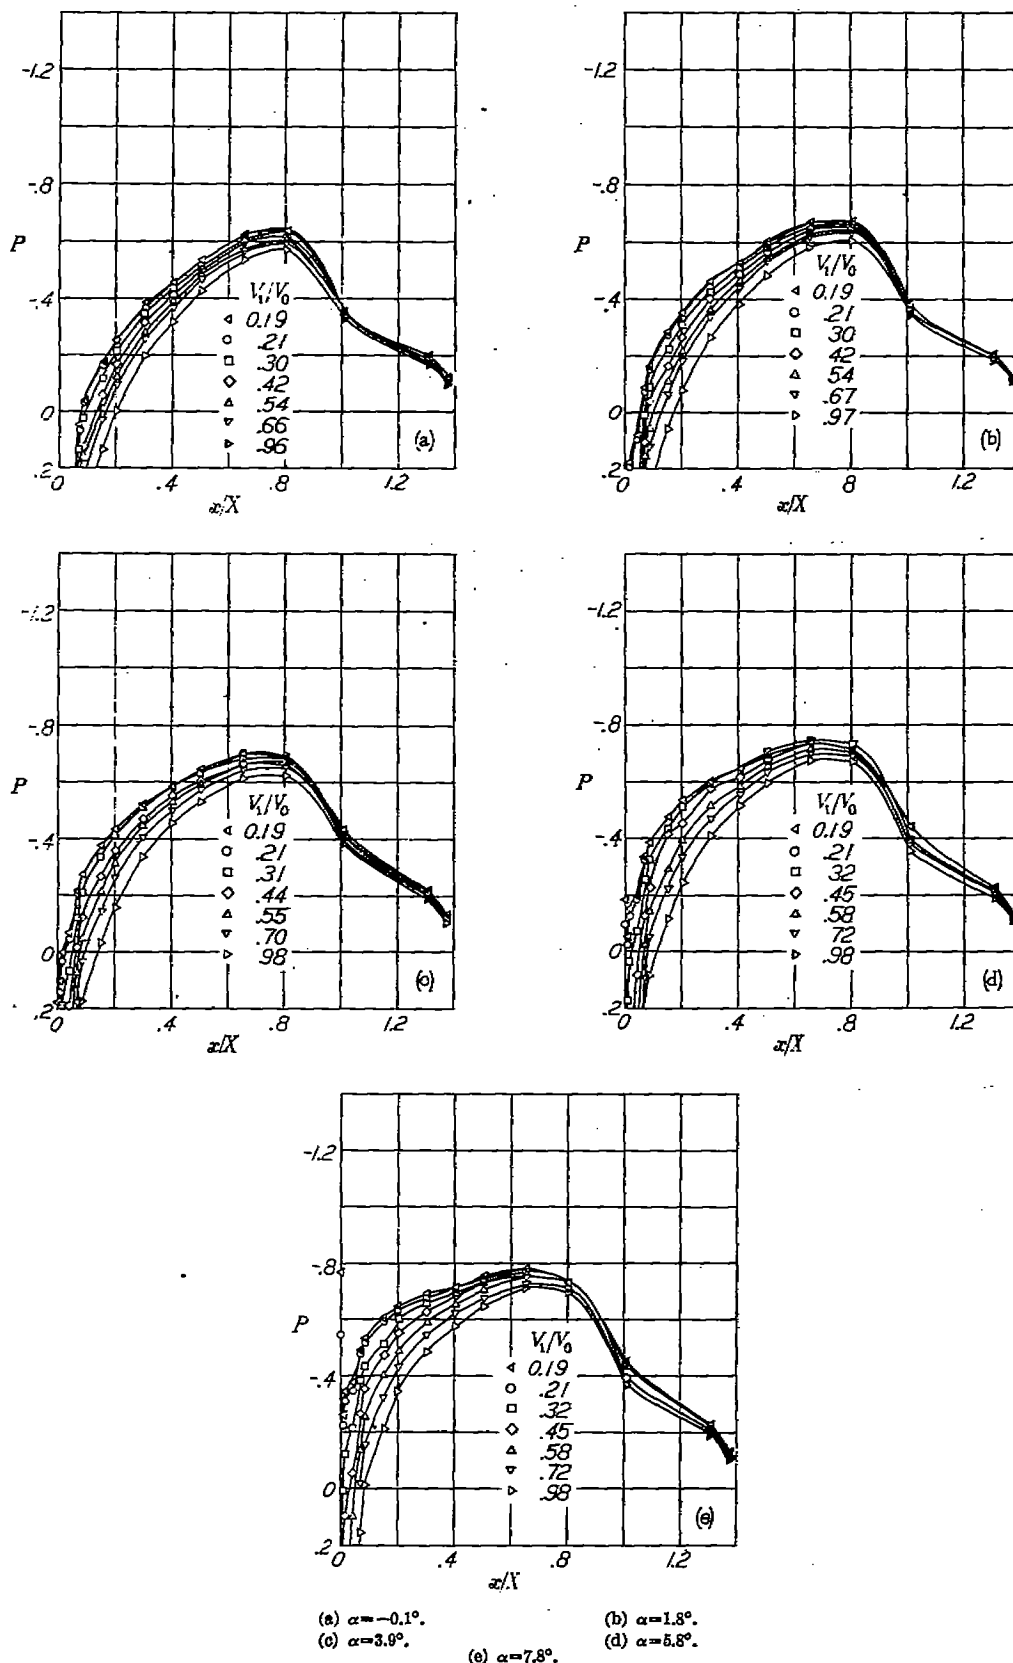 -1.2
-.8
P
-.4
0
.2
V₁/V₀
0.19
.21
.30
.42
.54
.66
.96
(a)
0 .4 .8 1.2
x/X
-1.2
-.8
P
-.4
0
.2
V₁/V₀
0.19
.21
.30
.42
.54
.67
.97
(b)
0 .4 .8 1.2
x/X
-1.2
-.8
P
-.4
0
.2
V₁/V₀
0.19
.21
.31
.44
.55
.70
.98
(c)
0 .4 .8 1.2
x/X
-1.2
-.8
P
-.4
0
.2
V₁/V₀
0.19
.21
.32
.45
.58
.72
.98
(d)
0 .4 .8 1.2
x/X
-1.2
-.8
P
-.4
0
.2
V₁/V₀
0.19
.21
.32
.45
.58
.72
.98
(e)
0 .4 .8 1.2
x/X
(a) α=-0.1°. (b) α=1.8°.
(c) α=3.9°. (d) α=5.8°.
(e) α=7.8°.